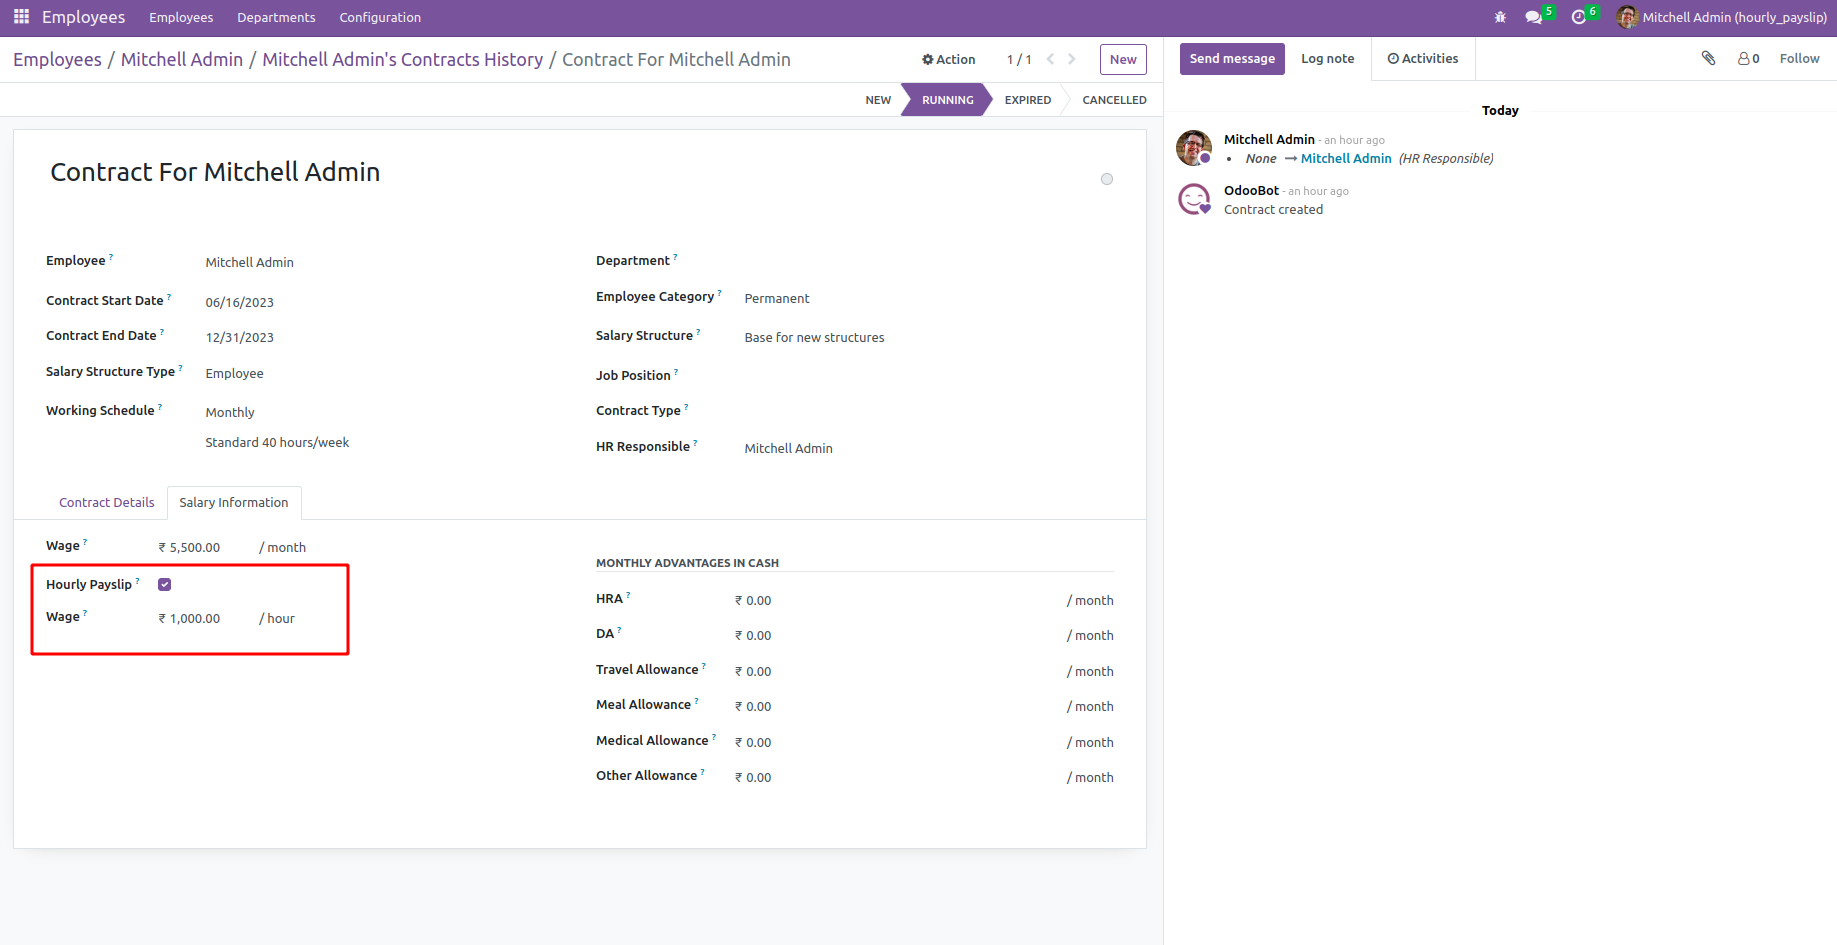 Employees Employees Departments Configuration 5 6 Mitchell Admin (hourly_payslip)
Employees / Mitchell Admin / Mitchell Admin's Contracts History / Contract For Mitchell Admin Action 1 / 1 New
NEW RUNNING EXPIRED CANCELLED
Contract For Mitchell Admin
Employee ? Mitchell Admin
Contract Start Date ? 06/16/2023
Contract End Date ? 12/31/2023
Salary Structure Type ? Employee
Working Schedule ? Monthly
Standard 40 hours/week
Department ?
Employee Category ? Permanent
Salary Structure ? Base for new structures
Job Position ?
Contract Type ?
HR Responsible ? Mitchell Admin
Contract Details Salary Information
Wage ? ₹ 5,500.00 / month
Hourly Payslip ?
Wage ? ₹ 1,000.00 / hour
MONTHLY ADVANTAGES IN CASH
HRA ? ₹ 0.00 / month
DA ? ₹ 0.00 / month
Travel Allowance ? ₹ 0.00 / month
Meal Allowance ? ₹ 0.00 / month
Medical Allowance ? ₹ 0.00 / month
Other Allowance ? ₹ 0.00 / month
Send message Log note Activities 0 Follow
Today
Mitchell Admin - an hour ago
• None → Mitchell Admin (HR Responsible)
OdooBot - an hour ago
Contract created